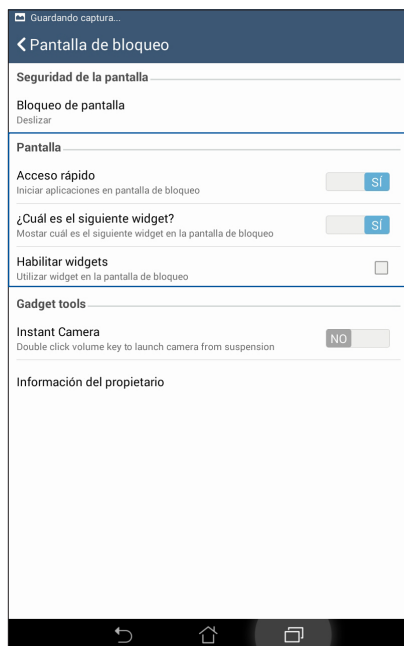 Guardando captura...
Pantalla de bloqueo
Seguridad de la pantalla
Bloqueo de pantalla
Deslizar
Pantalla
Acceso rápido
Iniciar aplicaciones en pantalla de bloqueo
SÍ
¿Cuál es el siguiente widget?
Mostar cuál es el siguiente widget en la pantalla de bloqueo
SÍ
Habilitar widgets
Utilizar widget en la pantalla de bloqueo
Gadget tools
Instant Camera
Double click volume key to launch camera from suspension
NO
Información del propietario